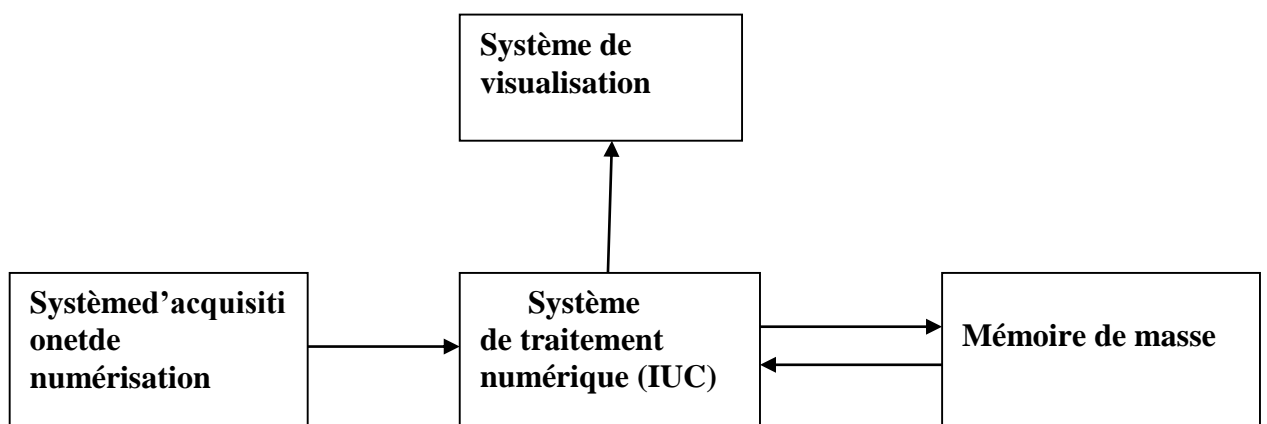 Système de
visualisation
Systèmed’acquisiti
onetde
numérisation
Système
de traitement
numérique (IUC)
Mémoire de masse